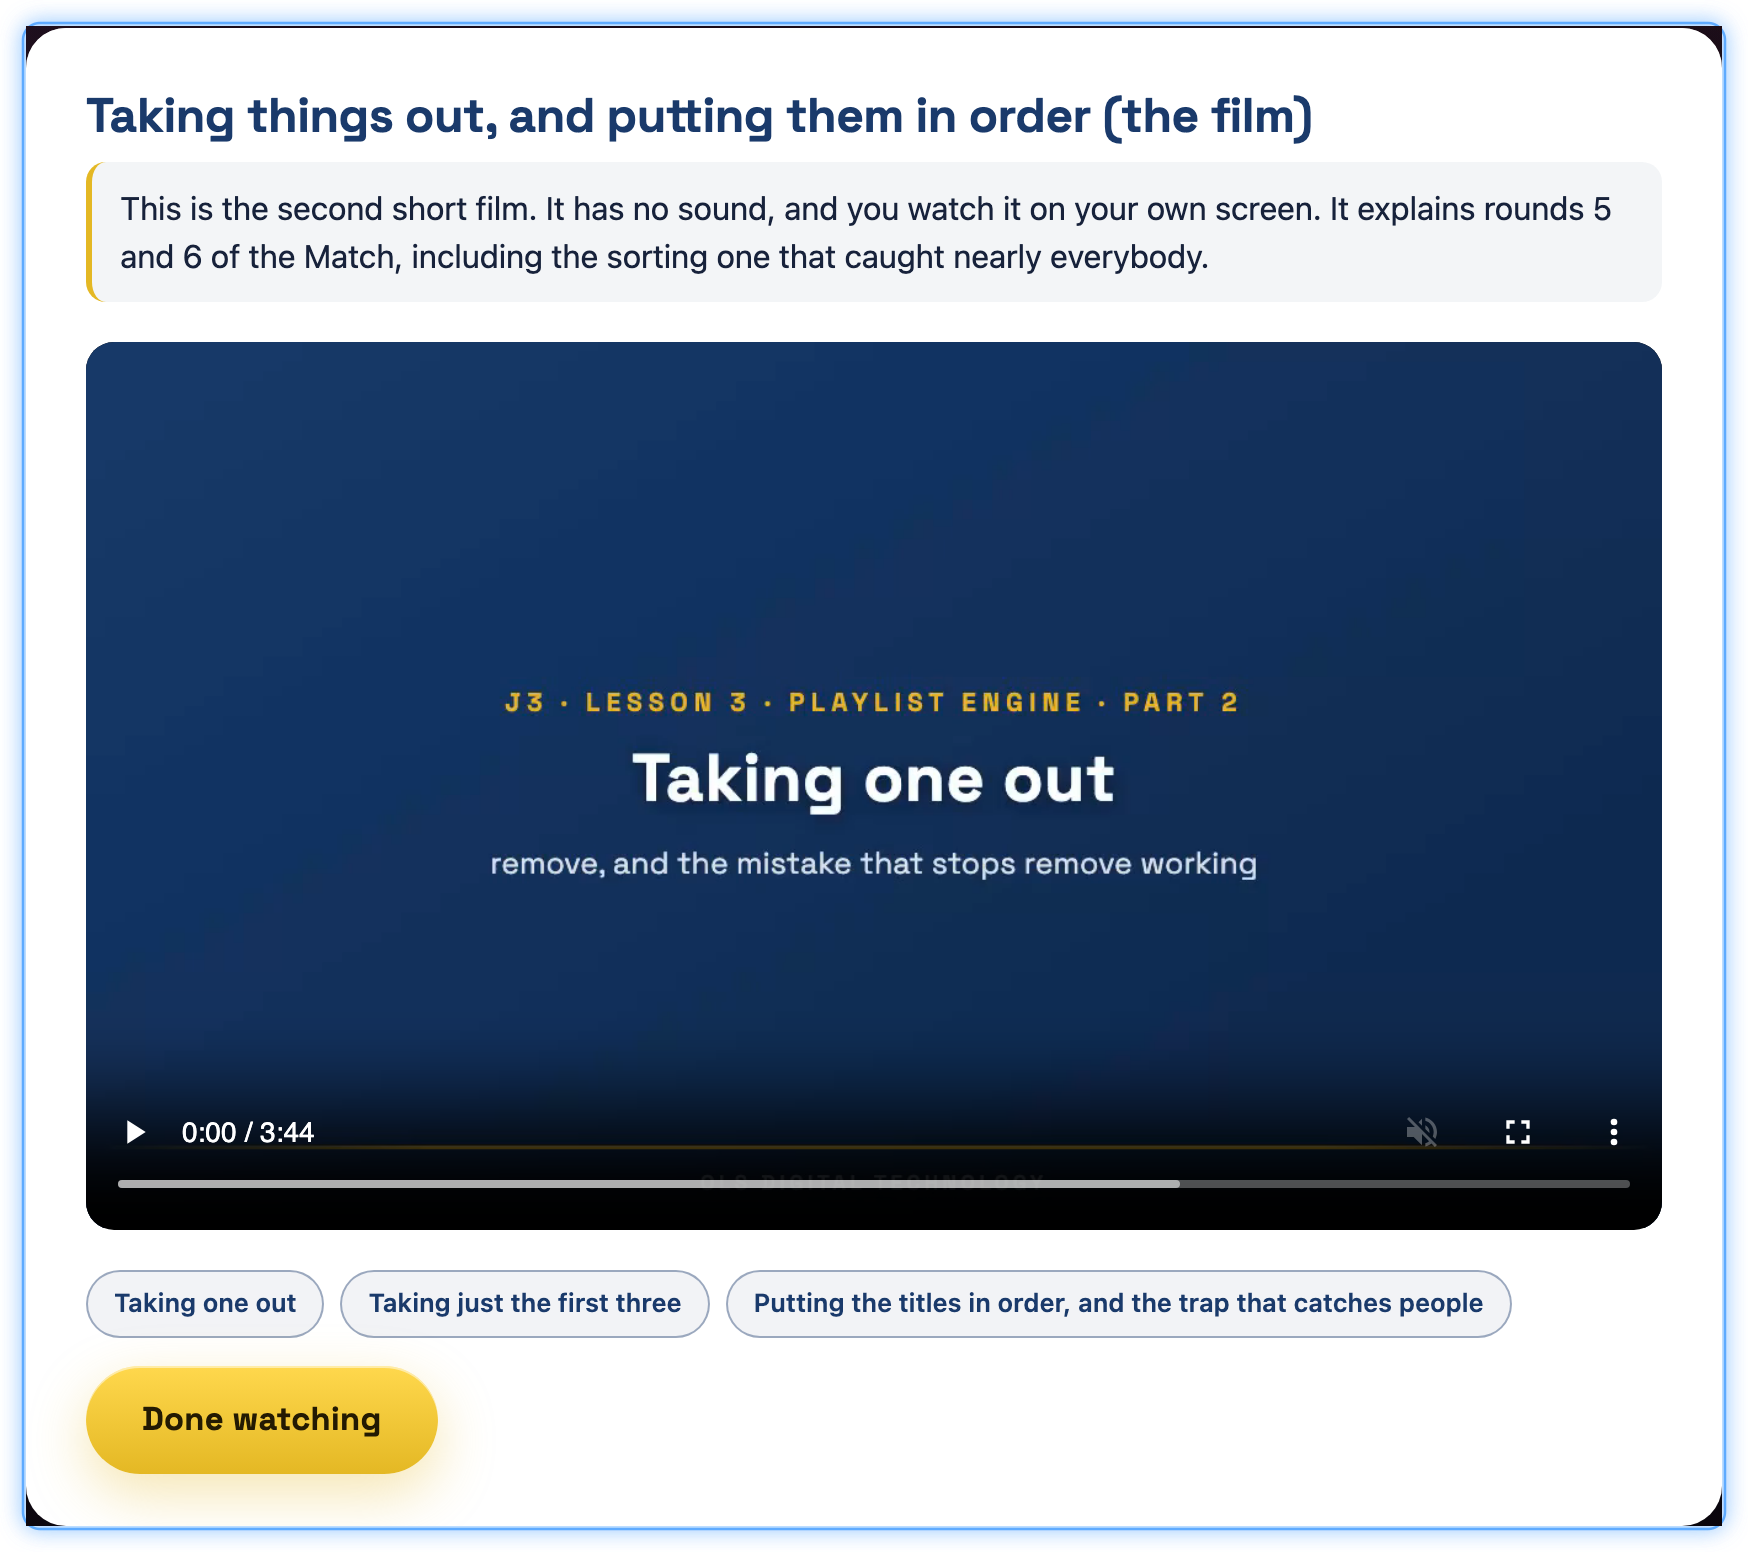 Taking things out, and putting them in order (the film)
This is the second short film. It has no sound, and you watch it on your own screen. It explains rounds 5
and 6 of the Match, including the sorting one that caught nearly everybody.
J3 · LESSON 3 · PLAYLIST ENGINE · PART 2
Taking one out
remove, and the mistake that stops remove working
0:00 / 3:44
DIGITAL TECHNOLOGY
Taking one out
Taking just the first three
Putting the titles in order, and the trap that catches people
Done watching